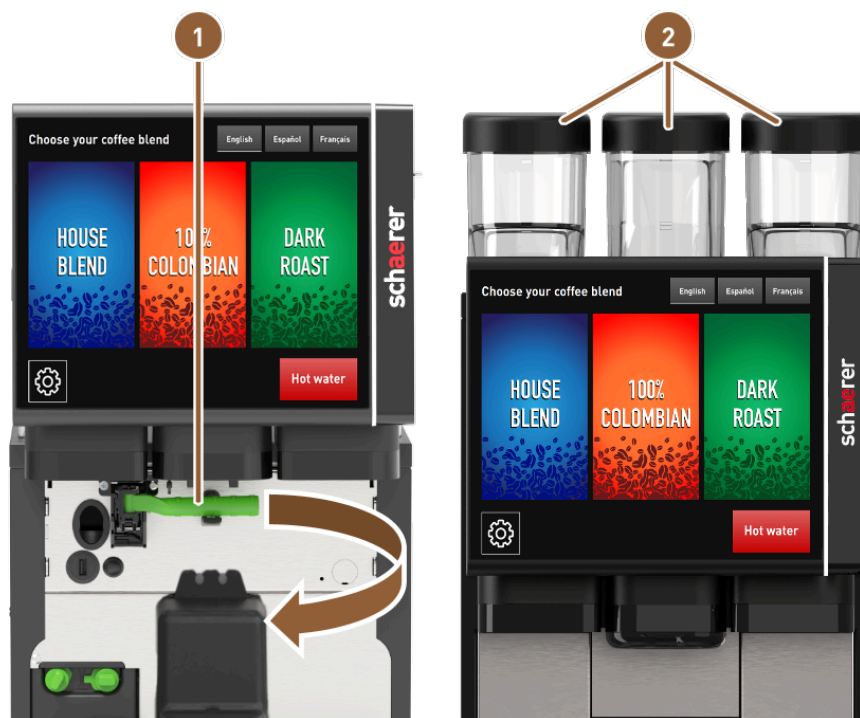 1
2
Choose your coffee blend
English
Español
Français
HOUSE
BLEND
100%
COLOMBIAN
DARK
ROAST
schaerer
Hot water
Choose your coffee blend
English
Español
Français
HOUSE
BLEND
100%
COLOMBIAN
DARK
ROAST
schaerer
Hot water